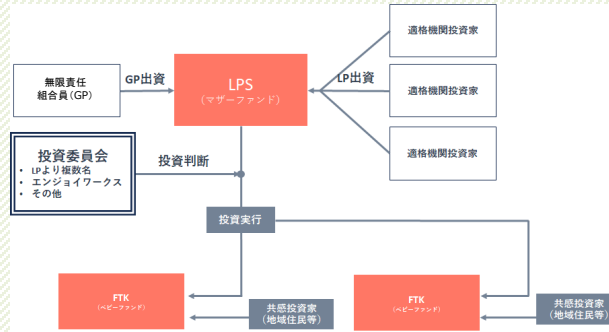 適格機関投資家
無限責任
組合員(GP)
GP出資
LPS
(マザーファンド)
LP出資
適格機関投資家
適格機関投資家
投資委員会
• LPより複数名
• エンジョイワークス
• その他
投資判断
投資実行
FTK
(ベビーファンド)
共感投資家
(地域住民等)
FTK
(ベビーファンド)
共感投資家
(地域住民等)